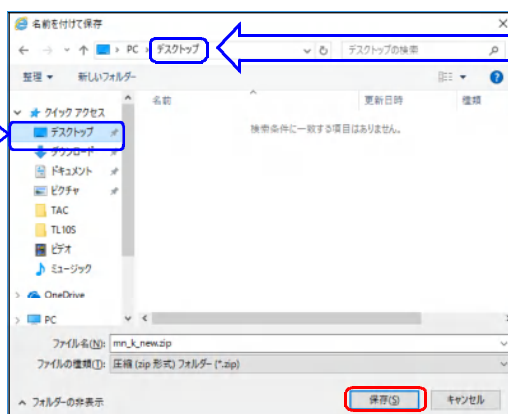 名前を付けて保存
PC > デスクトップ
デスクトップの検索
整理
新しいフォルダー
名前
更新日時
種類
検索条件に一致する項目はありません。
クイック アクセス
デスクトップ
ダウンロード
ドキュメント
ピクチャ
TAC
TL10S
ビデオ
ミュージック
OneDrive
PC
ファイル名(N): mn_k_new.zip
ファイルの種類(T): 圧縮 (zip 形式) フォルダー (*.zip)
フォルダーの非表示
保存(S)
キャンセル